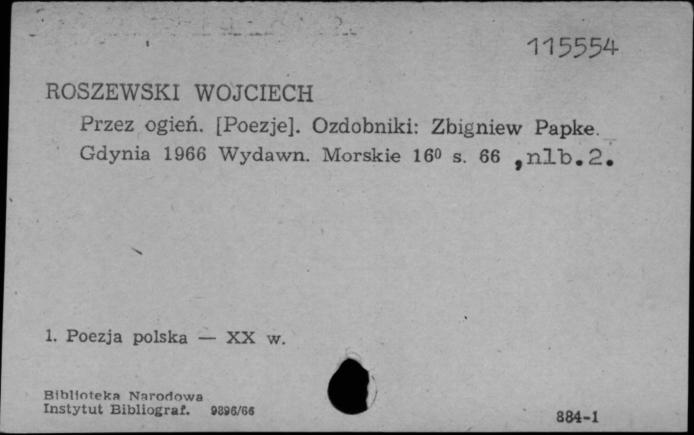 115554
ROSZEWSKI WOJCIECH
Przez ogień. [Poezje]. Ozdobniki: Zbigniew Papke.
Gdynia 1966 Wydawn. Morskie 16⁰ s. 66 ,nlb.2.
1. Poezja polska — XX w.
Biblioteka Narodowa
Instytut Bibliograf. 9896/66
884-1